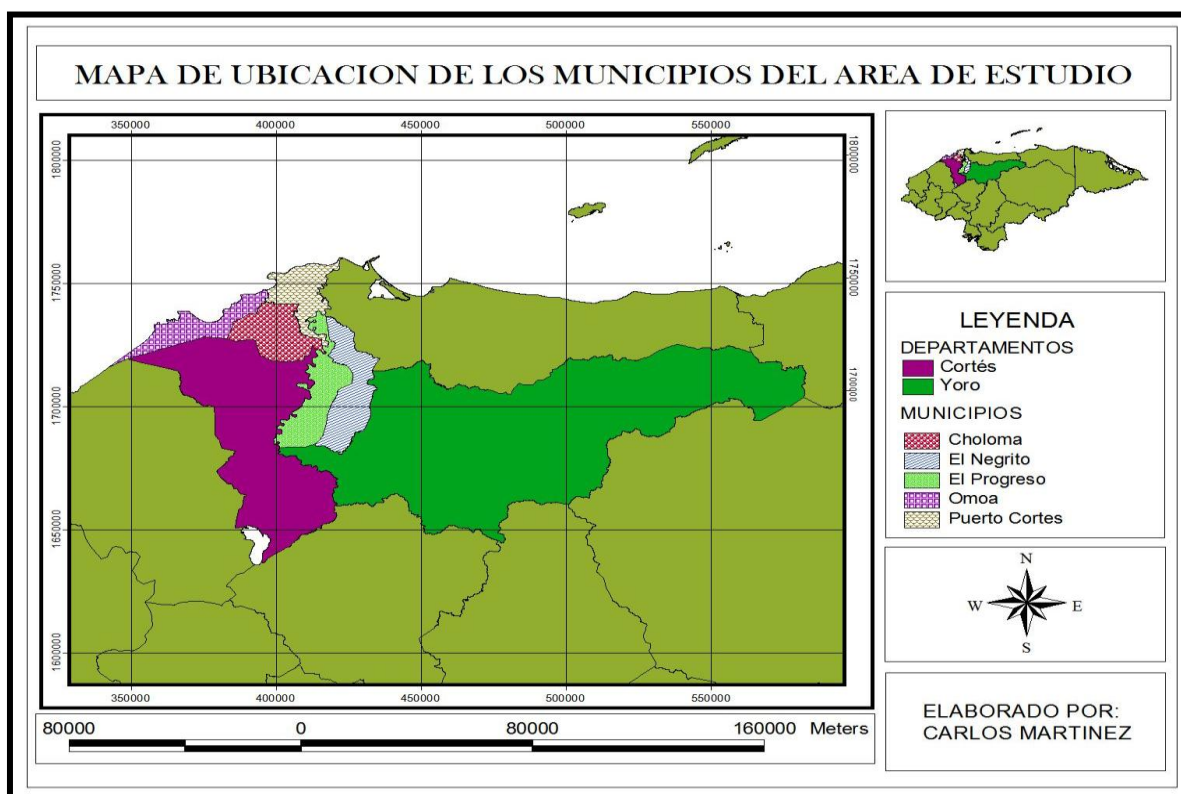 MAPA DE UBICACION DE LOS MUNICIPIOS DEL AREA DE ESTUDIO
350000 400000 450000 500000 550000
1800000 1800000
1750000 1750000
1700000 1700000
1650000
1600000
350000 400000 450000 500000 550000
80000 0 80000 160000 Meters
LEYENDA
DEPARTAMENTOS
Cortés
Yoro
MUNICIPIOS
Choloma
El Negrito
El Progreso
Omoa
Puerto Cortes
N
W E
S
ELABORADO POR:
CARLOS MARTINEZ